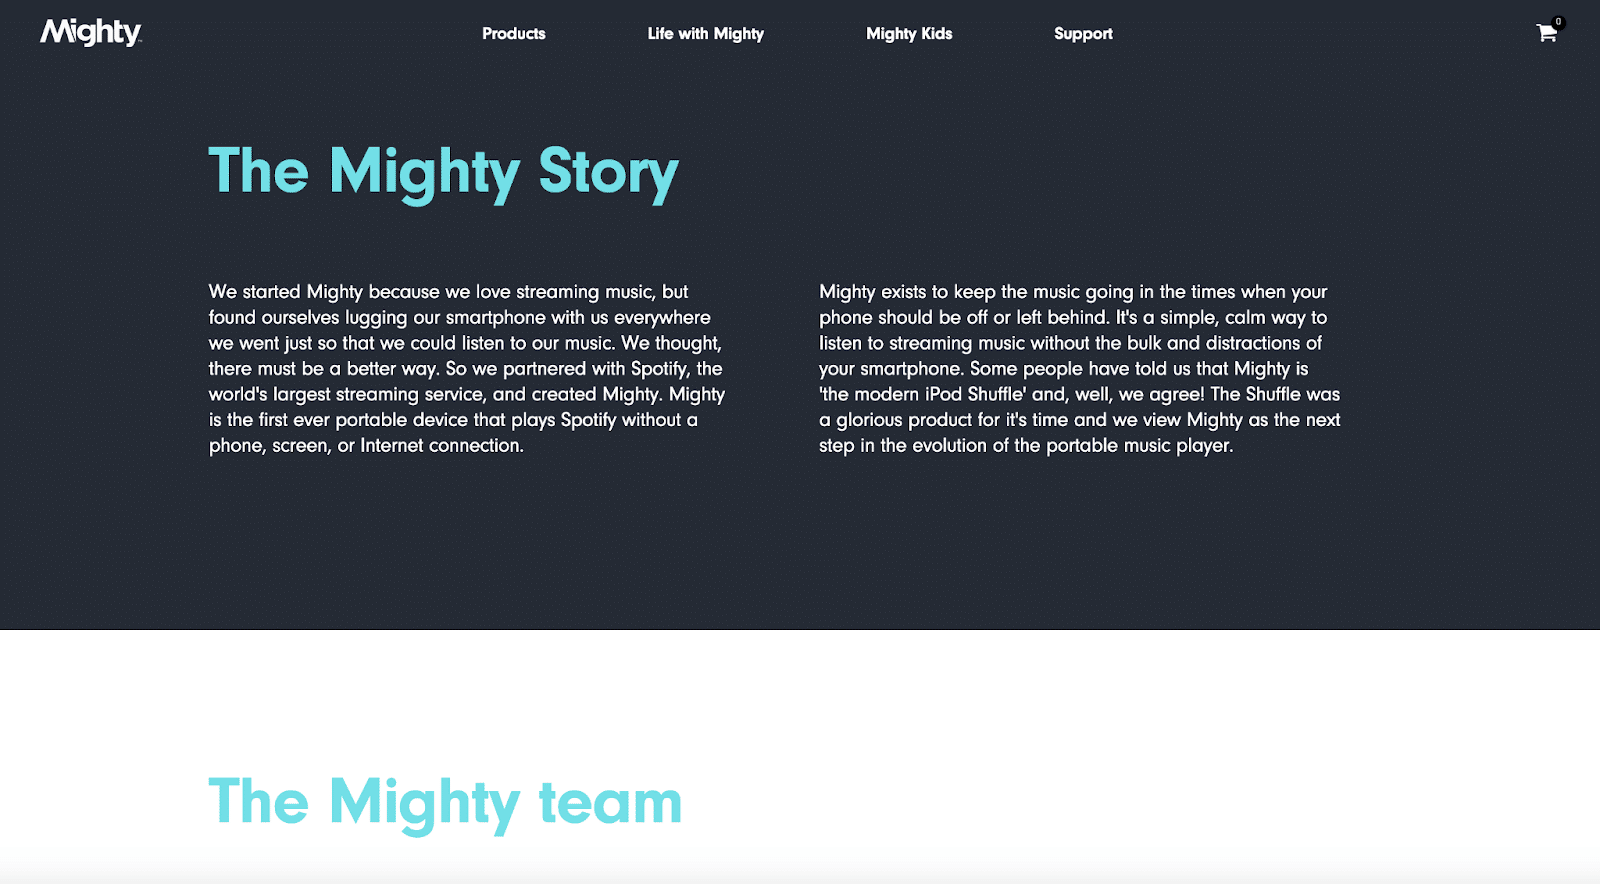 Mighty
Products
Life with Mighty
Mighty Kids
Support
0
The Mighty Story
We started Mighty because we love streaming music, but
found ourselves lugging our smartphone with us everywhere
we went just so that we could listen to our music. We thought,
there must be a better way. So we partnered with Spotify, the
world's largest streaming service, and created Mighty. Mighty
is the first ever portable device that plays Spotify without a
phone, screen, or Internet connection.
Mighty exists to keep the music going in the times when your
phone should be off or left behind. It's a simple, calm way to
listen to streaming music without the bulk and distractions of
your smartphone. Some people have told us that Mighty is
'the modern iPod Shuffle' and, well, we agree! The Shuffle was
a glorious product for it's time and we view Mighty as the next
step in the evolution of the portable music player.
The Mighty team